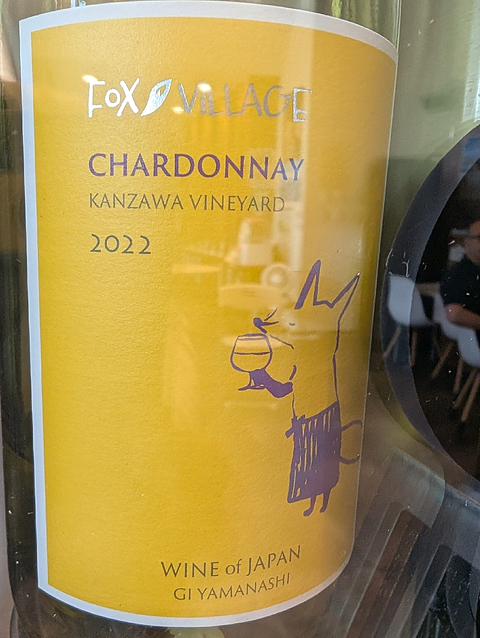 FoX VILLAGE
CHARDONNAY
KANZAWA VINEYARD
2022
WINE of JAPAN
GI YAMANASHI